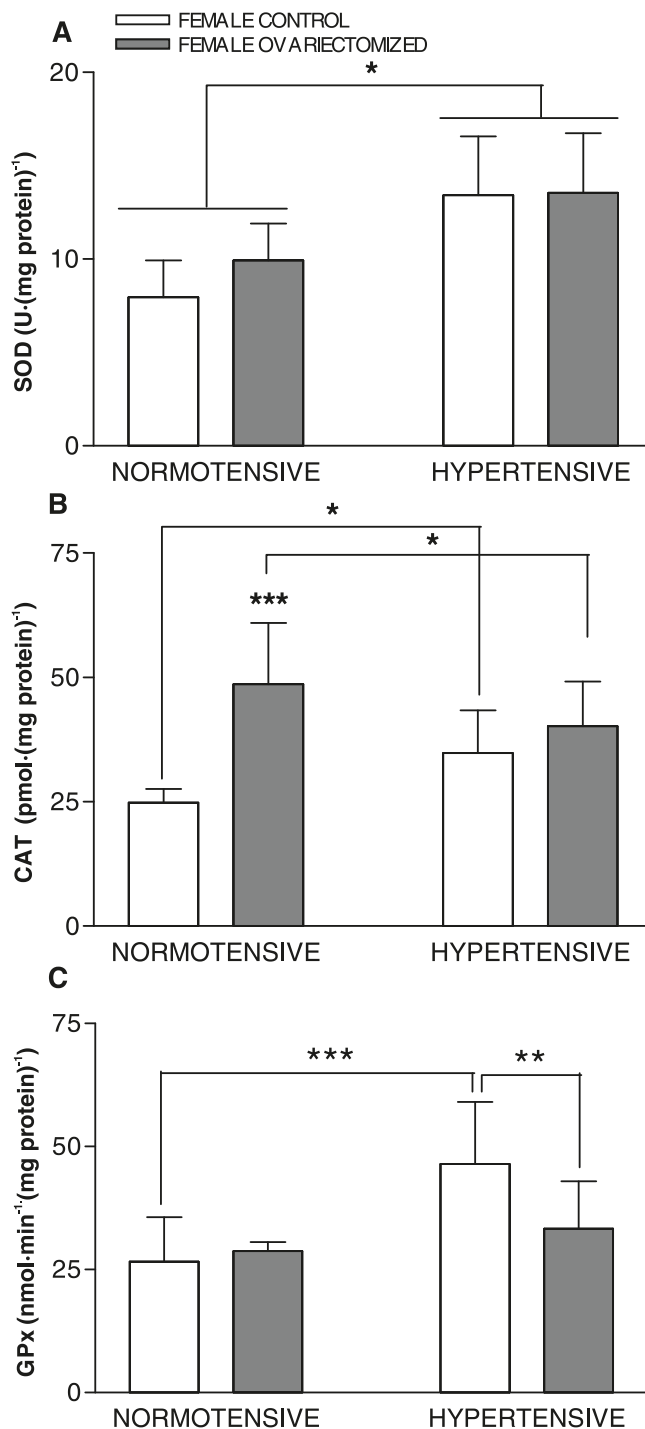 FEMALE CONTROL
A
FEMALE OVARIECTOMIZED
20
*
10
0
SOD (U·(mg protein)⁻¹)
NORMOTENSIVE HYPERTENSIVE
B
*
*
75
***
50
25
0
CAT (pmol·(mg protein)⁻¹)
NORMOTENSIVE HYPERTENSIVE
C
75
*** **
50
25
0
GPx (nmol·min⁻¹·(mg protein)⁻¹)
NORMOTENSIVE HYPERTENSIVE